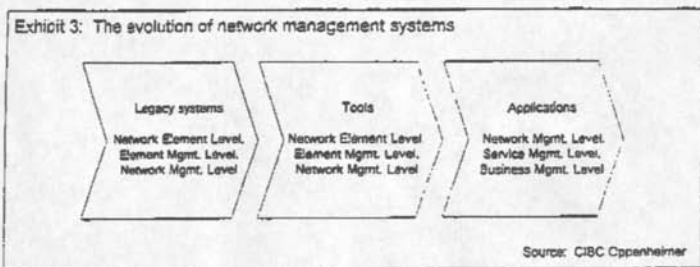 Exhibit 3: The evolution of network management systems
Legacy systems
Network Element Level,
Element Mgmt. Level,
Network Mgmt. Level
Tools
Network Element Level
Element Mgmt. Level,
Network Mgmt. Level
Applications
Network Mgmt. Level,
Service Mgmt. Level,
Business Mgmt. Level
Source: CIBC Oppenheimer